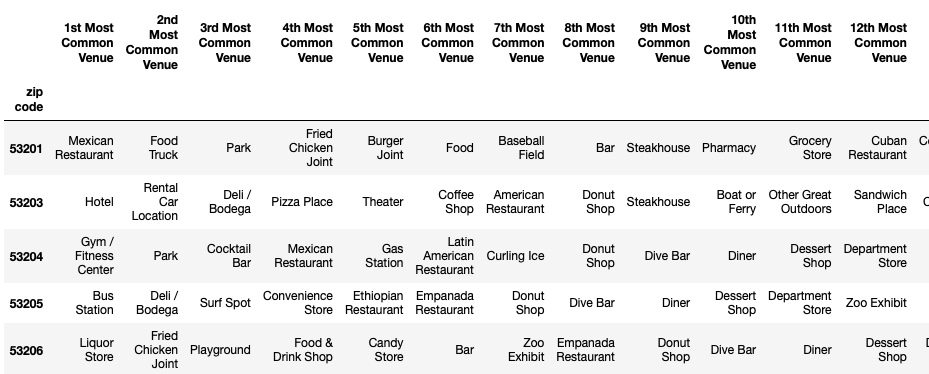 1st Most Common Venue 2nd Most Common Venue 3rd Most Common Venue 4th Most Common Venue 5th Most Common Venue 6th Most Common Venue 7th Most Common Venue 8th Most Common Venue 9th Most Common Venue 10th Most Common Venue 11th Most Common Venue 12th Most Common Venue
zip code
53201 Mexican Restaurant Food Truck Park Fried Chicken Joint Burger Joint Food Baseball Field Bar Steakhouse Pharmacy Grocery Store Cuban Restaurant
53203 Hotel Rental Car Location Deli / Bodega Pizza Place Theater Coffee Shop American Restaurant Donut Shop Steakhouse Boat or Ferry Other Great Outdoors Sandwich Place
53204 Gym / Fitness Center Park Cocktail Bar Mexican Restaurant Gas Station Latin American Restaurant Curling Ice Donut Shop Dive Bar Diner Dessert Shop Department Store
53205 Bus Station Deli / Bodega Surf Spot Convenience Store Ethiopian Restaurant Empanada Restaurant Donut Shop Dive Bar Diner Dessert Shop Department Store Zoo Exhibit
53206 Liquor Store Fried Chicken Joint Playground Food & Drink Shop Candy Store Bar Zoo Exhibit Empanada Restaurant Donut Shop Dive Bar Diner Dessert Shop